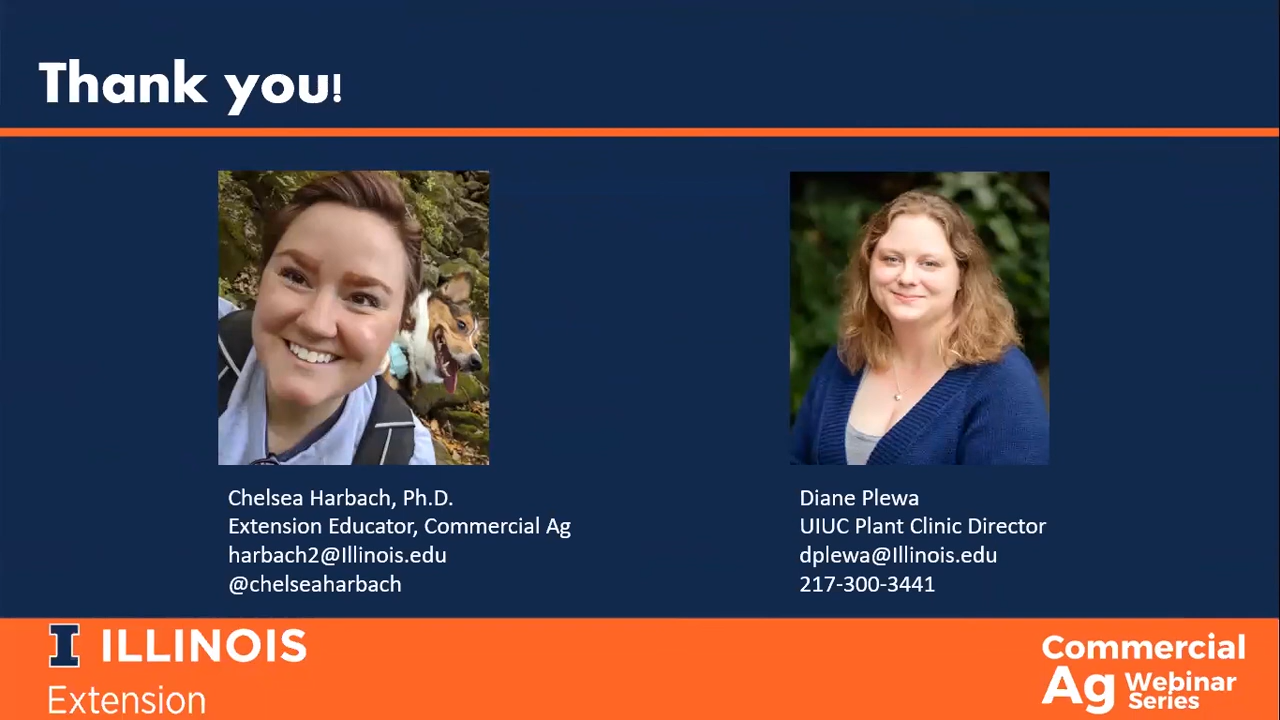 Thank you!
Chelsea Harbach, Ph.D.
Extension Educator, Commercial Ag
harbach2@Illinois.edu
@chelseaharbach
Diane Plewa
UIUC Plant Clinic Director
dplewa@Illinois.edu
217-300-3441
I ILLINOIS
Extension
Commercial
Ag Webinar
Series